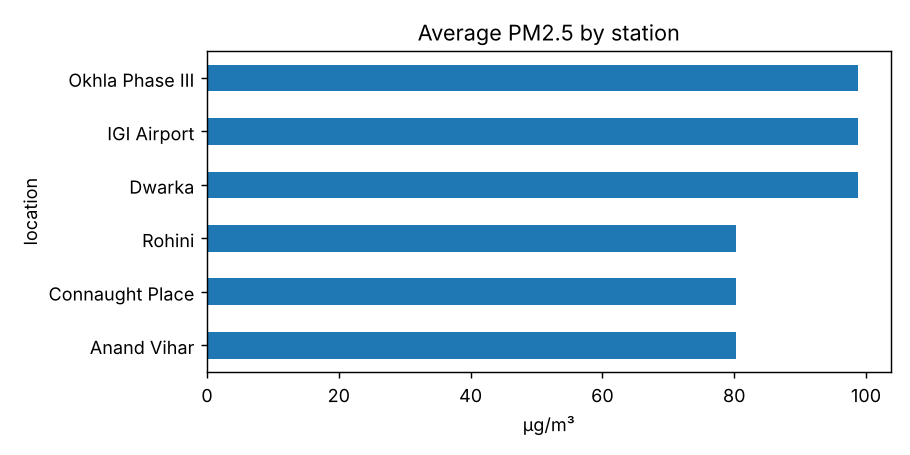 Average PM2.5 by station
Okhla Phase III
IGI Airport
Dwarka
Rohini
Connaught Place
Anand Vihar
location
0 20 40 60 80 100
µg/m³